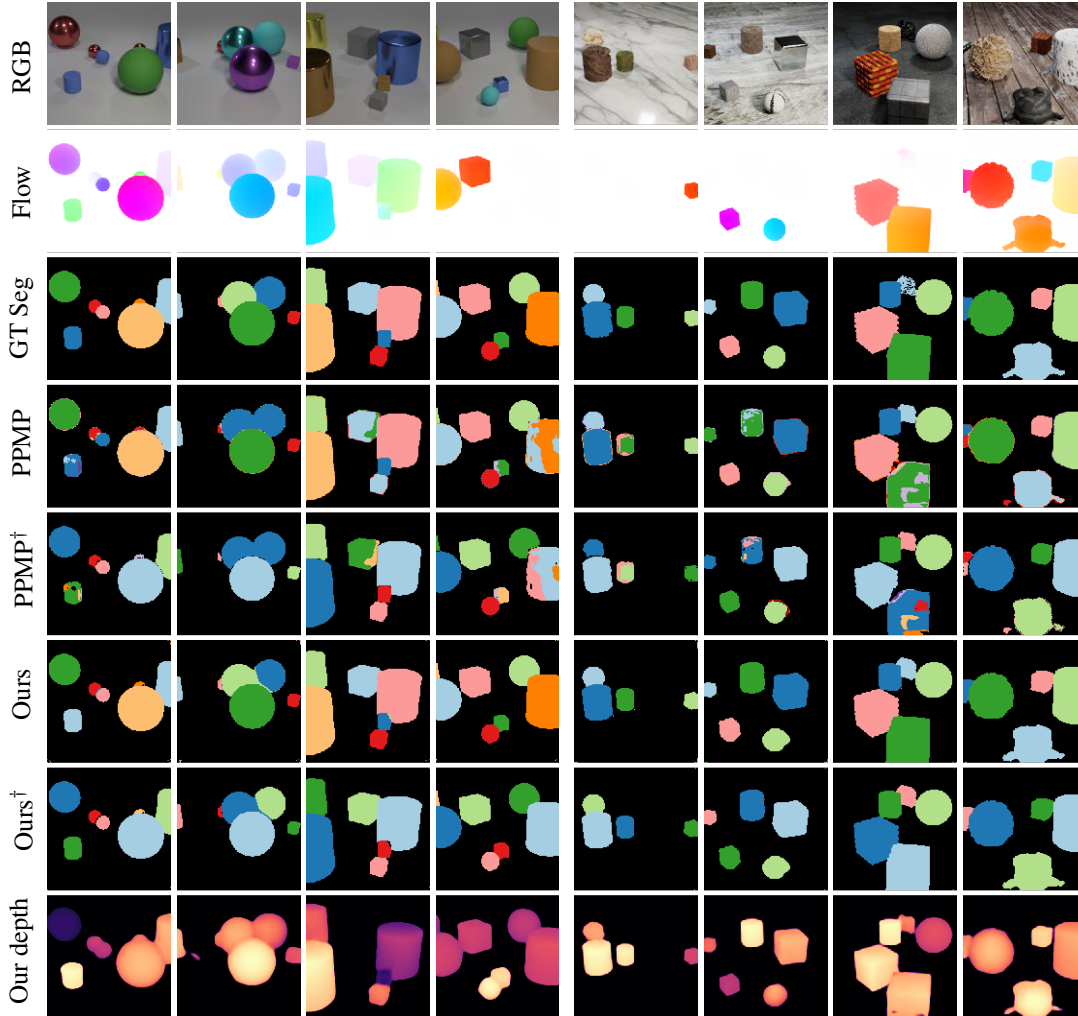 RGB
Flow
GT Seg
PPMP
PPMP†
Ours
Ours†
Our depth